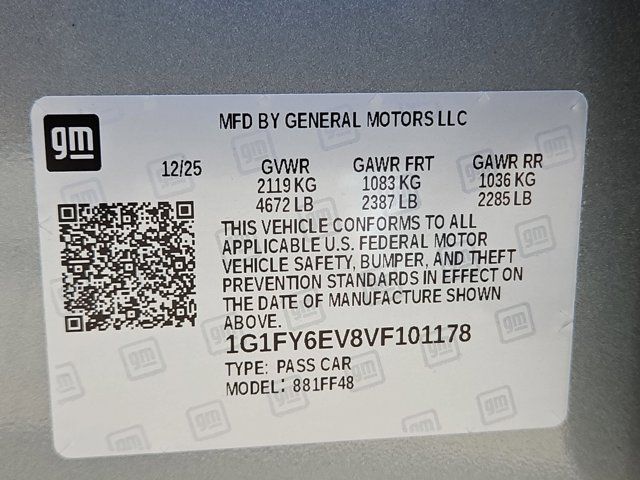 gm
MFD BY GENERAL MOTORS LLC
12/25 GVWR GAWR FRT GAWR RR
2119 KG 1083 KG 1036 KG
4672 LB 2387 LB 2285 LB
THIS VEHICLE CONFORMS TO ALL
APPLICABLE U.S. FEDERAL MOTOR
VEHICLE SAFETY, BUMPER, AND THEFT
PREVENTION STANDARDS IN EFFECT ON
THE DATE OF MANUFACTURE SHOWN
ABOVE.
1G1FY6EV8VF101178
TYPE: PASS CAR
MODEL: 881FF48